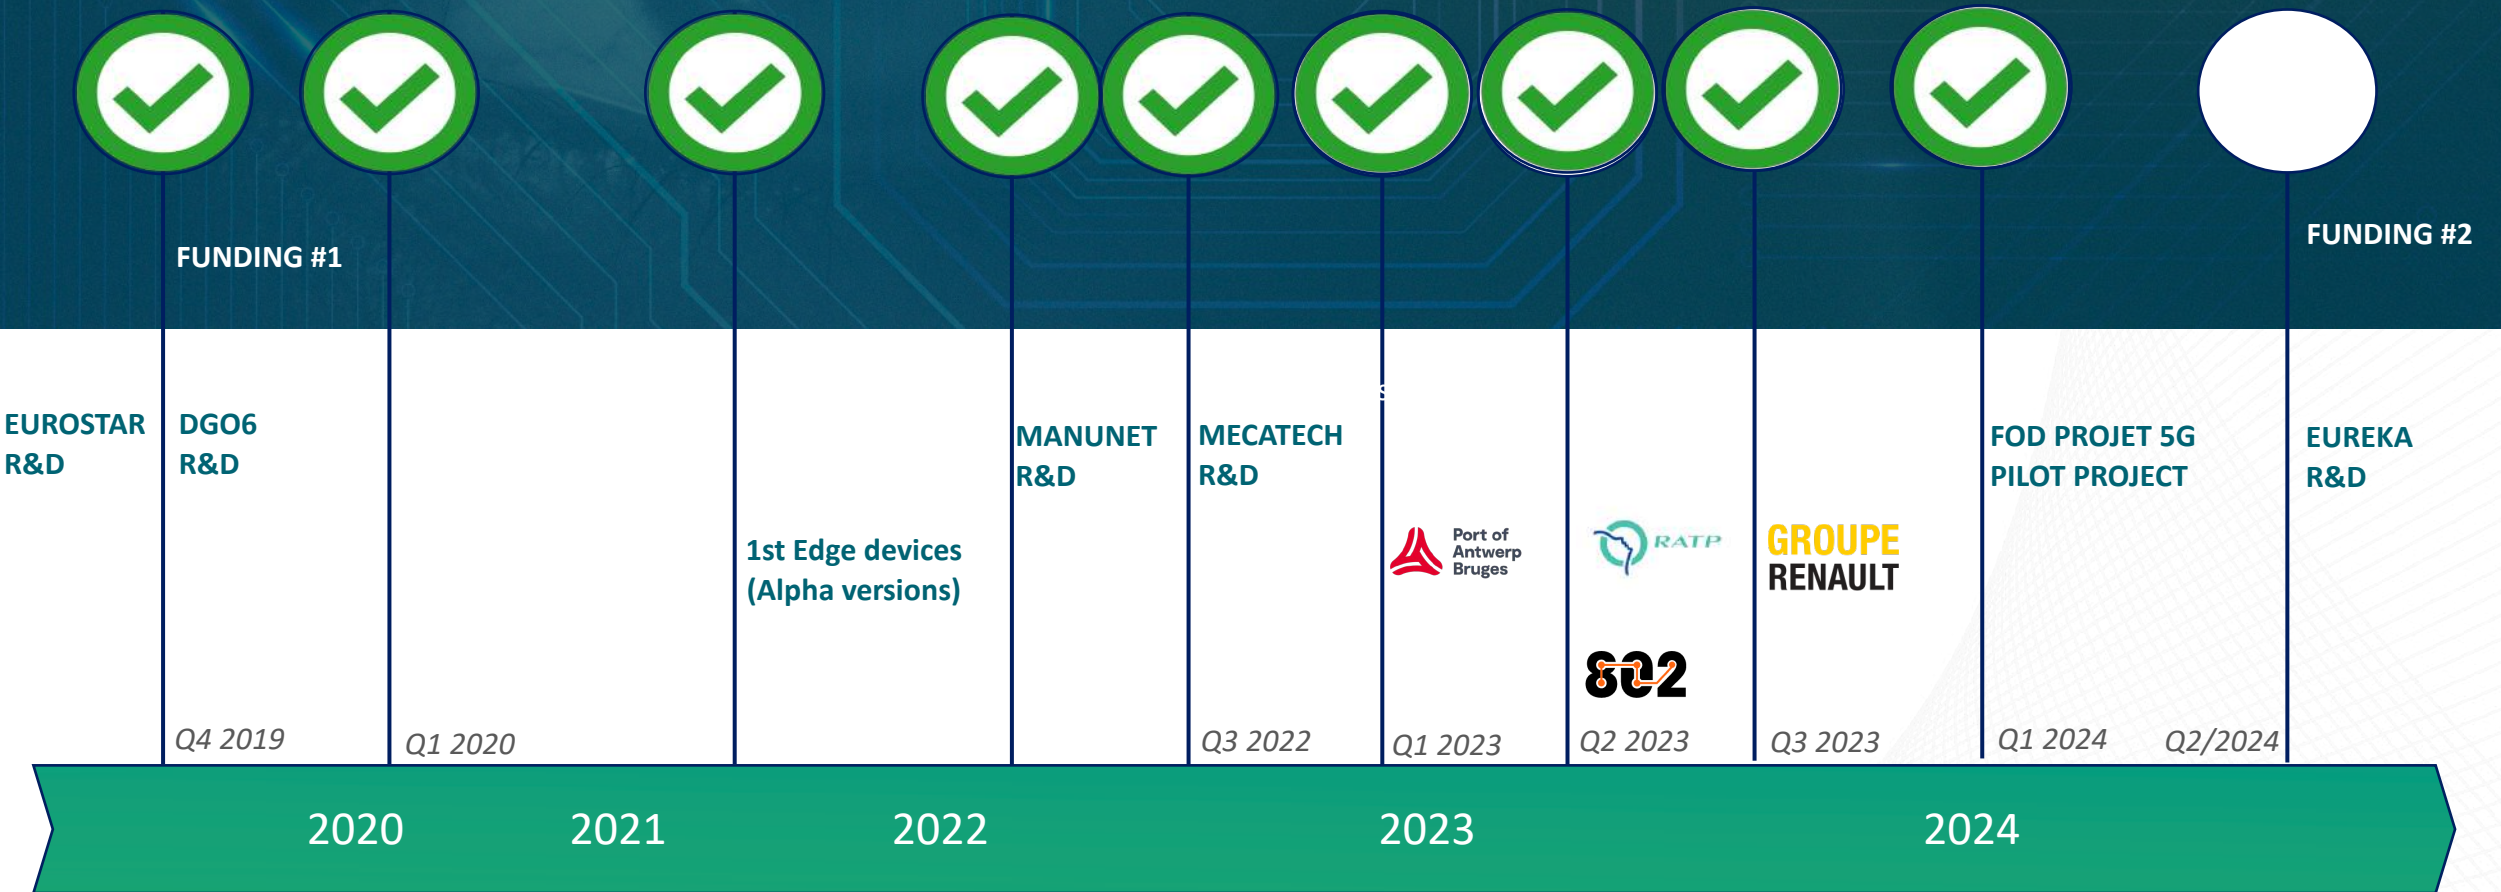 FUNDING #1
FUNDING #2
EUROSTAR
R&D
DGO6
R&D
1st Edge devices
(Alpha versions)
MANUNET
R&D
MECATECH
R&D
Port of
Antwerp
Bruges
RATP
802
GROUPE
RENAULT
FOD PROJET 5G
PILOT PROJECT
EUREKA
R&D
Q4 2019
Q1 2020
Q3 2022
Q1 2023
Q2 2023
Q3 2023
Q1 2024
Q2/2024
2020
2021
2022
2023
2024